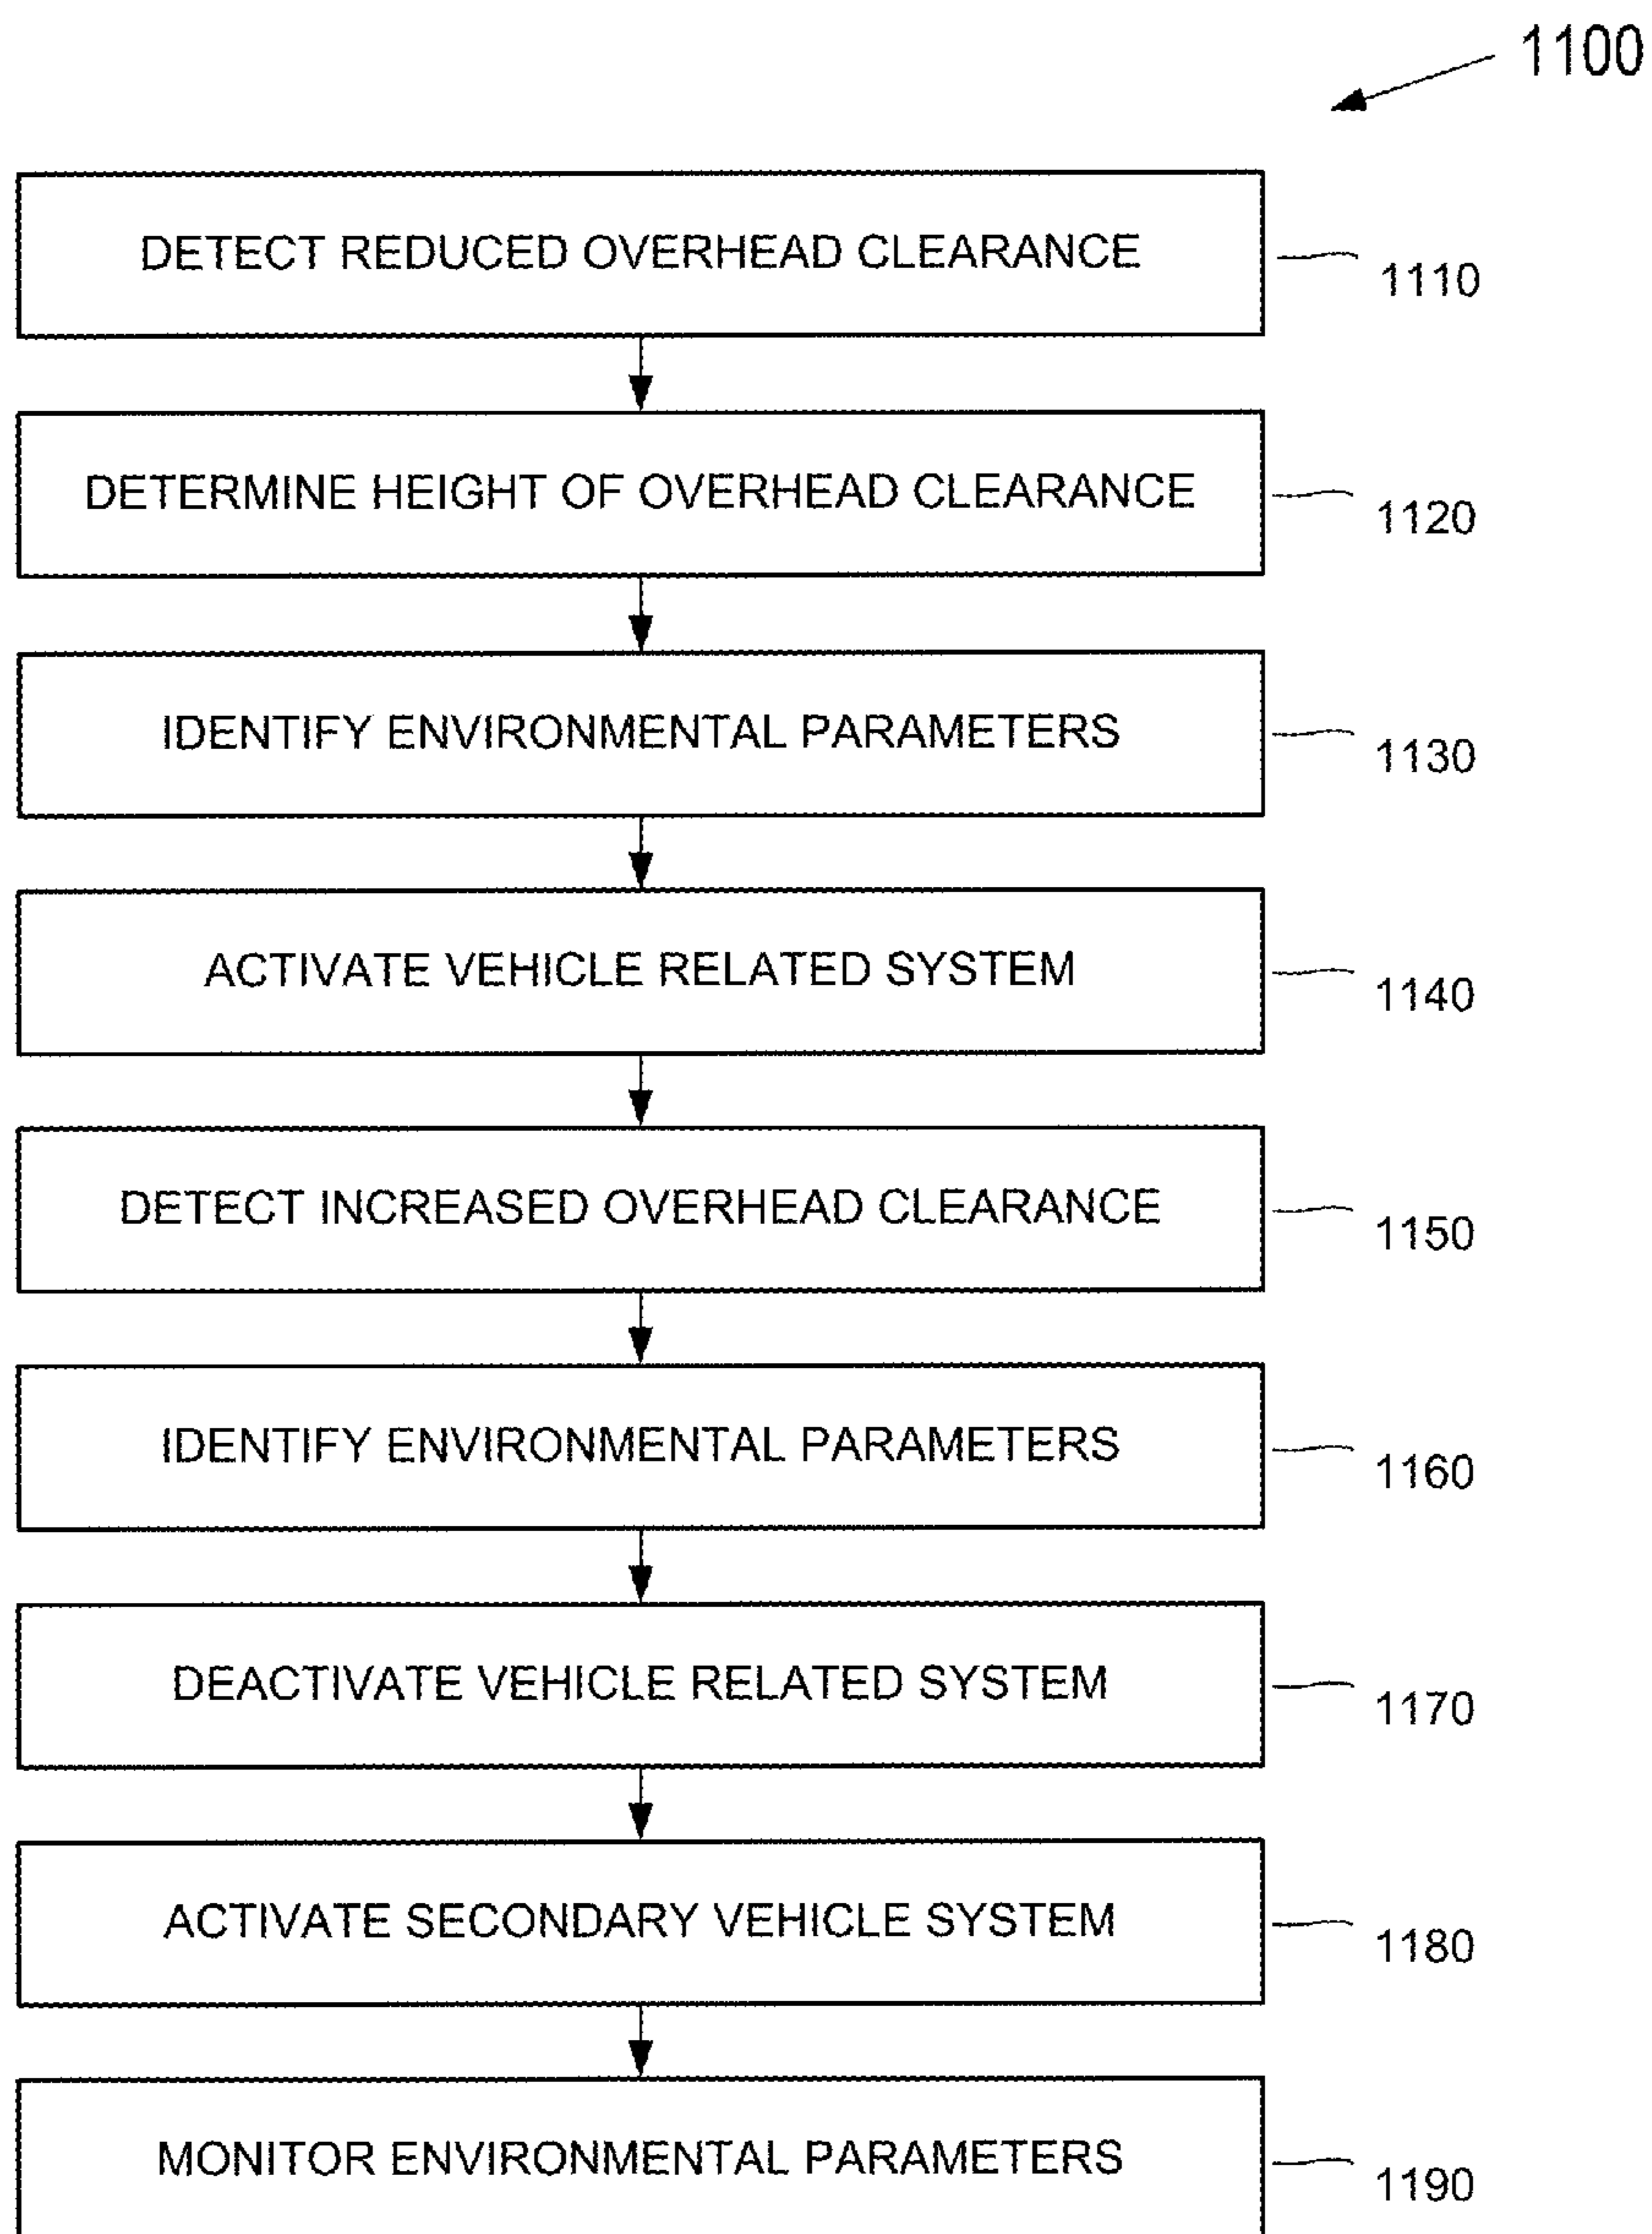 1100
DETECT REDUCED OVERHEAD CLEARANCE
1110
DETERMINE HEIGHT OF OVERHEAD CLEARANCE
1120
IDENTIFY ENVIRONMENTAL PARAMETERS
1130
ACTIVATE VEHICLE RELATED SYSTEM
1140
DETECT INCREASED OVERHEAD CLEARANCE
1150
IDENTIFY ENVIRONMENTAL PARAMETERS
1160
DEACTIVATE VEHICLE RELATED SYSTEM
1170
ACTIVATE SECONDARY VEHICLE SYSTEM
1180
MONITOR ENVIRONMENTAL PARAMETERS
1190